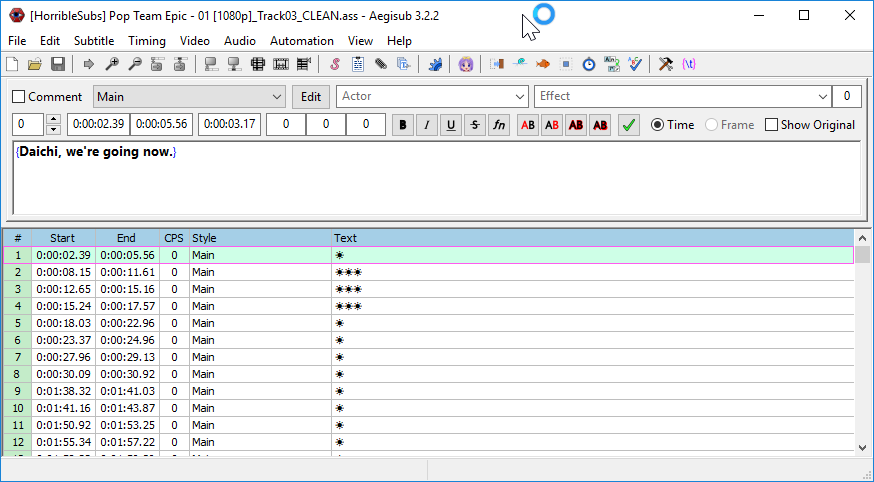 [HorribleSubs] Pop Team Epic - 01 [1080p]_Track03_CLEAN.ass - Aegisub 3.2.2
File Edit Subtitle Timing Video Audio Automation View Help
Comment Main Edit Actor Effect 0
0 0:00:02.39 0:00:05.56 0:00:03.17 0 0 0 B I U S fn AB AB AB AB Time Frame Show Original
{Daichi, we're going now.}
# Start End CPS Style Text
1 0:00:02.39 0:00:05.56 0 Main ☀
2 0:00:08.15 0:00:11.61 0 Main ☀☀☀
3 0:00:12.65 0:00:15.16 0 Main ☀☀☀
4 0:00:15.24 0:00:17.57 0 Main ☀☀☀
5 0:00:18.03 0:00:22.96 0 Main ☀
6 0:00:23.37 0:00:24.96 0 Main ☀
7 0:00:27.96 0:00:29.13 0 Main ☀
8 0:00:30.09 0:00:30.92 0 Main ☀
9 0:01:38.32 0:01:41.03 0 Main ☀
10 0:01:41.16 0:01:43.87 0 Main ☀
11 0:01:50.92 0:01:53.25 0 Main ☀
12 0:01:55.34 0:01:57.22 0 Main ☀